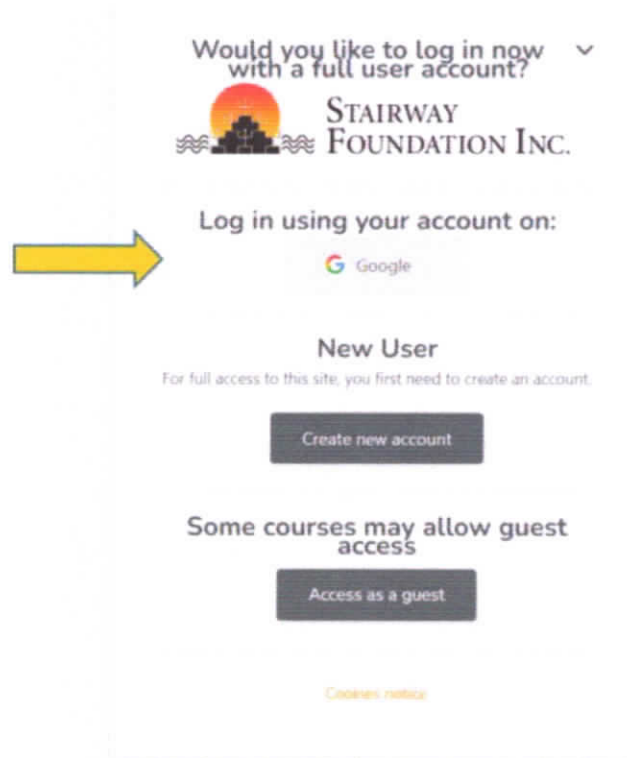 Would you like to log in now
with a full user account?
STAIRWAY
FOUNDATION INC.
Log in using your account on:
G Google
New User
For full access to this site, you first need to create an account.
Create new account
Some courses may allow guest
access
Access as a guest
Cookies notice